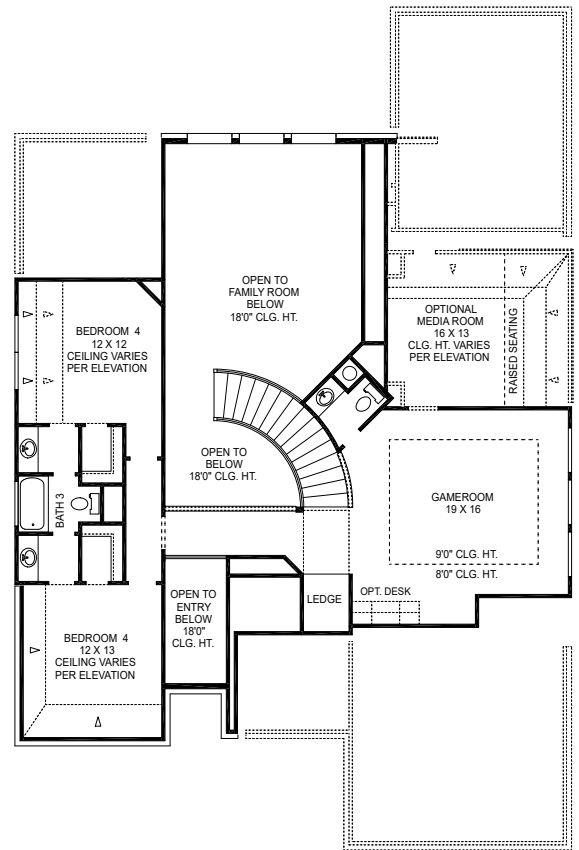 OPEN TO
FAMILY ROOM
BELOW
18'0" CLG. HT.
OPTIONAL
MEDIA ROOM
16 X 13
CLG. HT. VARIES
PER ELEVATION
RAISED SEATING
BEDROOM 4
12 X 12
CEILING VARIES
PER ELEVATION
OPEN TO
BELOW
18'0" CLG. HT.
BATH 3
GAMEROOM
19 X 16
9'0" CLG. HT.
8'0" CLG. HT.
OPT. DESK
LEDGE
OPEN TO
ENTRY
BELOW
18'0"
CLG. HT.
BEDROOM 4
12 X 13
CEILING VARIES
PER ELEVATION